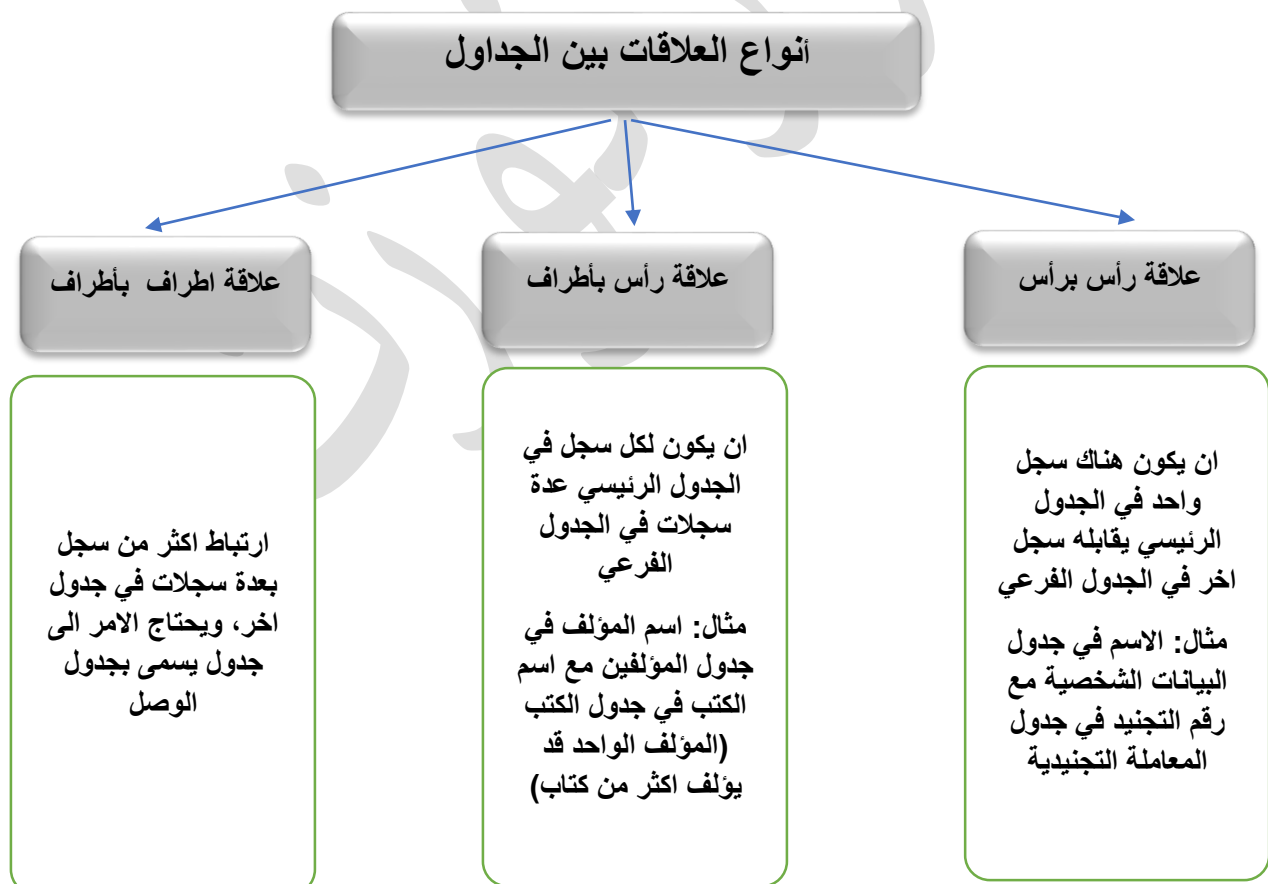 أنواع العلاقات بين الجداول
علاقة رأس برأس
علاقة رأس بأطراف
علاقة اطراف بأطراف
ان يكون هناك سجل
واحد في الجدول
الرئيسي يقابله سجل
اخر في الجدول الفرعي
مثال: الاسم في جدول
البيانات الشخصية مع
رقم التجنيد في جدول
المعاملة التجنيدية
ان يكون لكل سجل في
الجدول الرئيسي عدة
سجلات في الجدول
الفرعي
مثال: اسم المؤلف في
جدول المؤلفين مع اسم
الكتب في جدول الكتب
(المؤلف الواحد قد
يؤلف اكثر من كتاب)
ارتباط اكثر من سجل
بعدة سجلات في جدول
اخر، ويحتاج الامر الى
جدول يسمى بجدول
الوصل